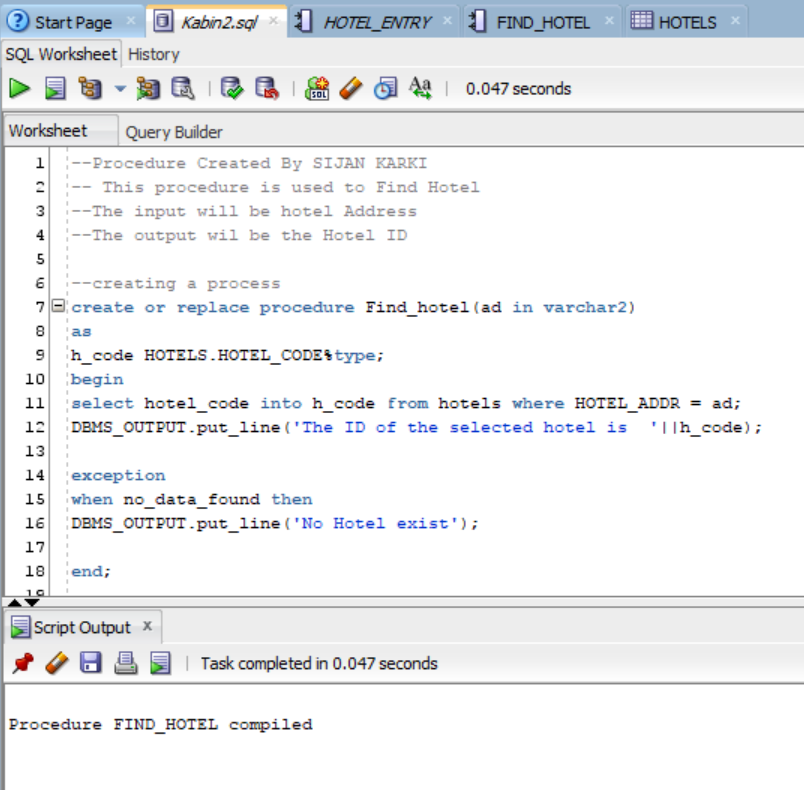 Start Page × Kabin2.sql × HOTEL_ENTRY × FIND_HOTEL × HOTELS ×
SQL Worksheet History
0.047 seconds
Worksheet Query Builder
1 --Procedure Created By SIJAN KARKI
2 -- This procedure is used to Find Hotel
3 --The input will be hotel Address
4 --The output wil be the Hotel ID
5
6 --creating a process
7 create or replace procedure Find_hotel(ad in varchar2)
8 as
9 h_code HOTELS.HOTEL_CODE%type;
10 begin
11 select hotel_code into h_code from hotels where HOTEL_ADDR = ad;
12 DBMS_OUTPUT.put_line('The ID of the selected hotel is  '||h_code);
13
14 exception
15 when no_data_found then
16 DBMS_OUTPUT.put_line('No Hotel exist');
17
18 end;
19
Script Output x
Task completed in 0.047 seconds
Procedure FIND_HOTEL compiled